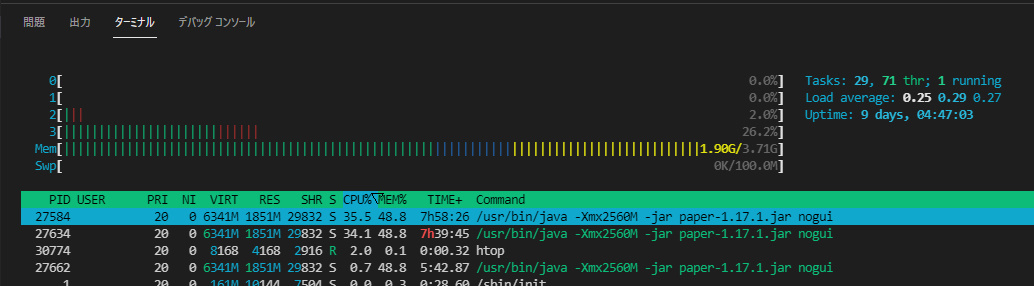 問題 出力 ターミナル デバッグ コンソール
0[ 0.0%] Tasks: 29, 71 thr; 1 running
1[ 0.0%] Load average: 0.25 0.29 0.27
2[||| 2.0%] Uptime: 9 days, 04:47:03
3[|||||||||||||||||||||||||||| 26.2%]
Mem[||||||||||||||||||||||||||||||||||||||||||||||||||||||||||||||||||||||||||1.90G/3.71G]
Swp[ 0K/100.0M]
PID USER PRI NI VIRT RES SHR S CPU%▽MEM% TIME+ Command
27584 20 0 6341M 1851M 29832 S 35.5 48.8 7h58:26 /usr/bin/java -Xmx2560M -jar paper-1.17.1.jar nogui
27634 20 0 6341M 1851M 29832 S 34.1 48.8 7h39:45 /usr/bin/java -Xmx2560M -jar paper-1.17.1.jar nogui
30774 20 0 8168 4168 2916 R 2.0 0.1 0:00.32 htop
27662 20 0 6341M 1851M 29832 S 0.7 48.8 5:42.87 /usr/bin/java -Xmx2560M -jar paper-1.17.1.jar nogui
1 20 0 161M 10144 7504 S 0.0 0.3 0:28.60 /sbin/init